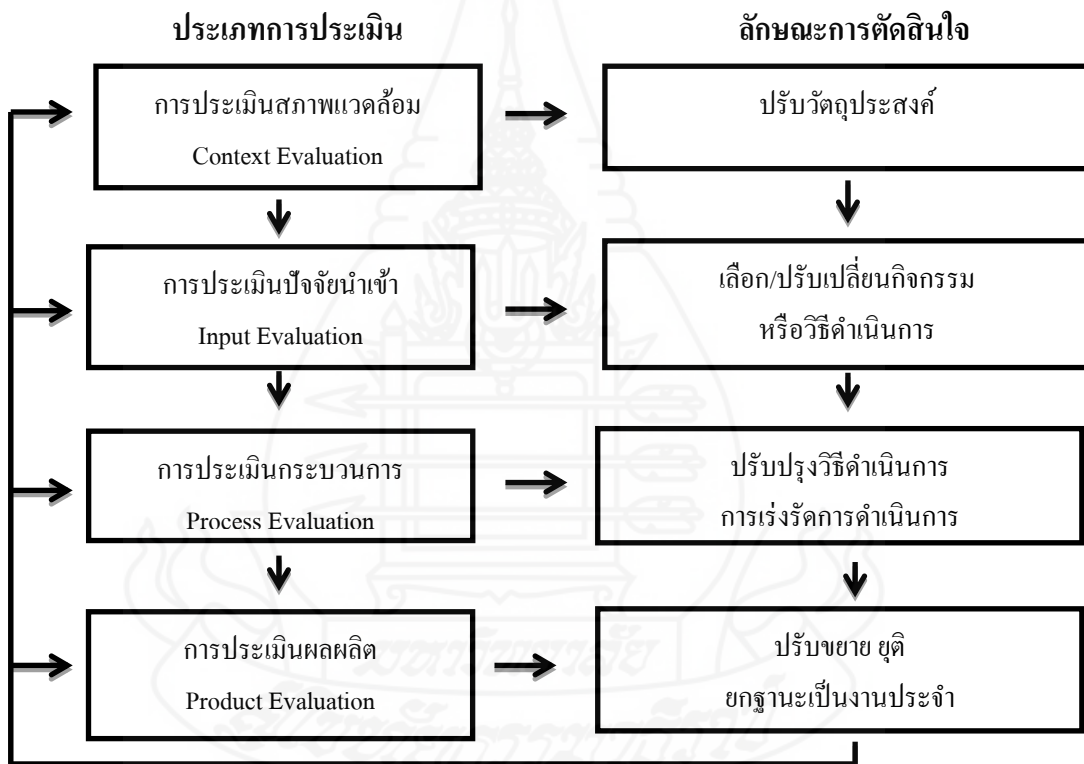 ประเภทการประเมิน
ลักษณะการตัดสินใจ
การประเมินสภาพแวดล้อม
Context Evaluation
ปรับวัตถุประสงค์
การประเมินปัจจัยนำเข้า
Input Evaluation
เลือก/ปรับเปลี่ยนกิจกรรม
หรือวิธีดำเนินการ
การประเมินกระบวนการ
Process Evaluation
ปรับปรุงวิธีดำเนินการ
การเร่งรัดการดำเนินการ
การประเมินผลผลิต
Product Evaluation
ปรับขยาย ยุติ
ยกฐานะเป็นงานประจำ